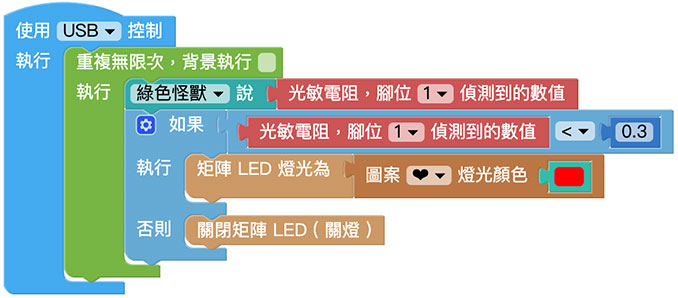 使用 USB 控制
執行 重複無限次，背景執行
執行 綠色怪獸 說 光敏電阻，腳位 1 偵測到的數值
如果 光敏電阻，腳位 1 偵測到的數值 < 0.3
執行 矩陣 LED 燈光為 圖案 ❤ 燈光顏色
否則 關閉矩陣 LED ( 關燈 )